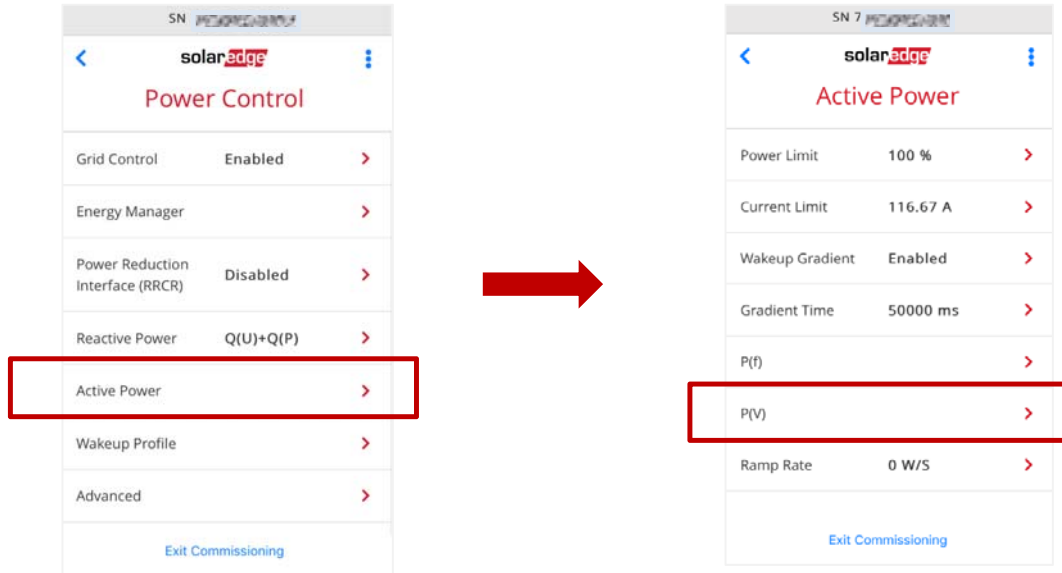 SN
solaredge
Power Control
Grid Control Enabled
Energy Manager
Power Reduction
Interface (RRCR) Disabled
Reactive Power Q(U)+Q(P)
Active Power
Wakeup Profile
Advanced
Exit Commissioning
SN 7
solaredge
Active Power
Power Limit 100 %
Current Limit 116.67 A
Wakeup Gradient Enabled
Gradient Time 50000 ms
P(f)
P(V)
Ramp Rate 0 W/S
Exit Commissioning